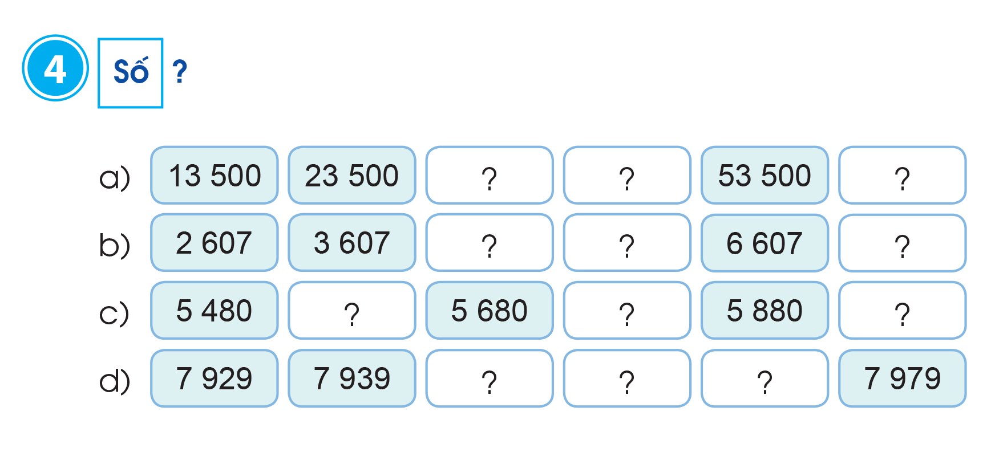 4 Số ?
a) 13 500 23 500 ? ? 53 500 ?
b) 2 607 3 607 ? ? 6 607 ?
c) 5 480 ? 5 680 ? 5 880 ?
d) 7 929 7 939 ? ? ? 7 979